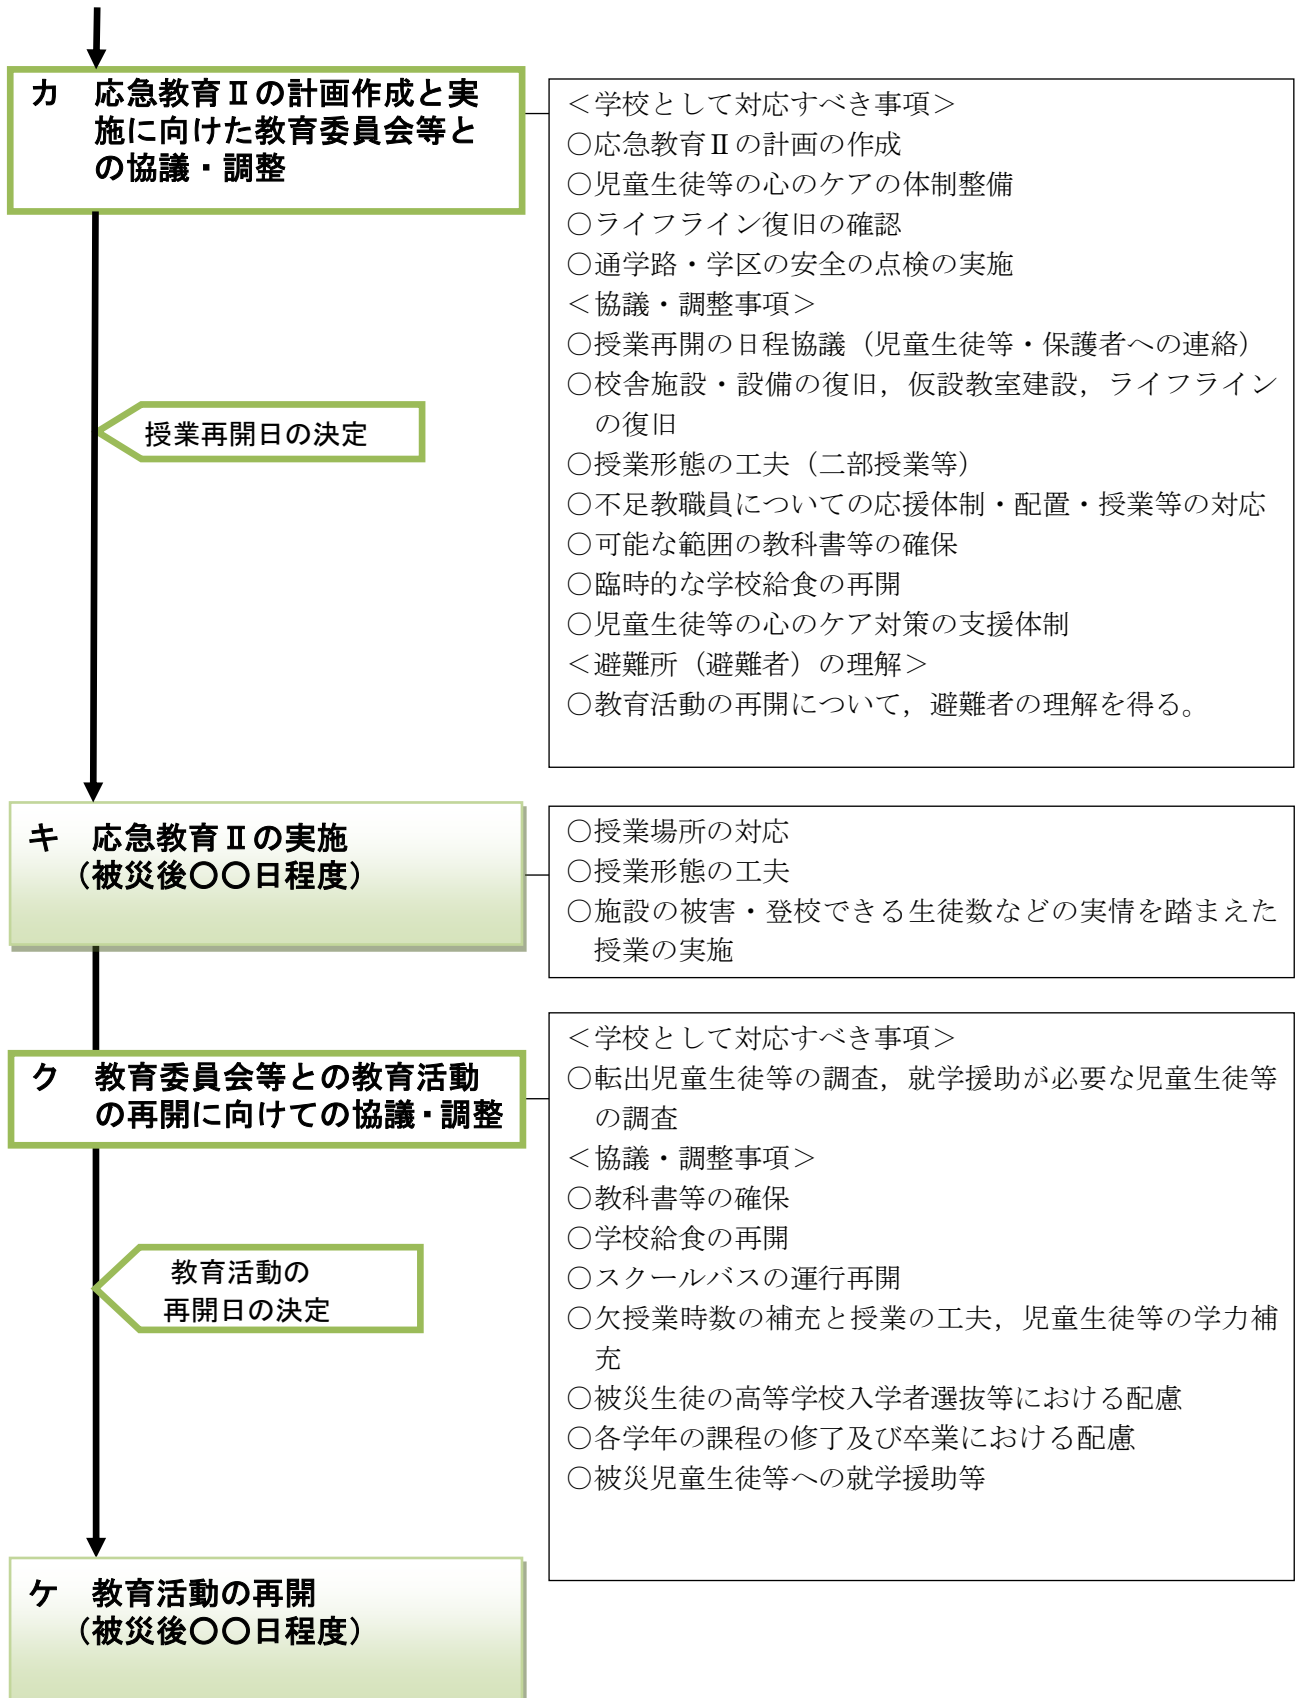 カ　応急教育Ⅱの計画作成と実
施に向けた教育委員会等と
の協議・調整
＜学校として対応すべき事項＞
○応急教育Ⅱの計画の作成
○児童生徒等の心のケアの体制整備
○ライフライン復旧の確認
○通学路・学区の安全の点検の実施
＜協議・調整事項＞
○授業再開の日程協議（児童生徒等・保護者への連絡）
○校舎施設・設備の復旧，仮設教室建設，ライフライン
の復旧
○授業形態の工夫（二部授業等）
○不足教職員についての応援体制・配置・授業等の対応
○可能な範囲の教科書等の確保
○臨時的な学校給食の再開
○児童生徒等の心のケア対策の支援体制
＜避難所（避難者）の理解＞
○教育活動の再開について，避難者の理解を得る。
授業再開日の決定
キ　応急教育Ⅱの実施
（被災後〇〇日程度）
○授業場所の対応
○授業形態の工夫
○施設の被害・登校できる生徒数などの実情を踏まえた
授業の実施
ク　教育委員会等との教育活動
の再開に向けての協議・調整
＜学校として対応すべき事項＞
○転出児童生徒等の調査，就学援助が必要な児童生徒等
の調査
＜協議・調整事項＞
○教科書等の確保
○学校給食の再開
○スクールバスの運行再開
○欠授業時数の補充と授業の工夫，児童生徒等の学力補
充
○被災生徒の高等学校入学者選抜等における配慮
○各学年の課程の修了及び卒業における配慮
○被災児童生徒等への就学援助等
教育活動の
再開日の決定
ケ　教育活動の再開
（被災後〇〇日程度）